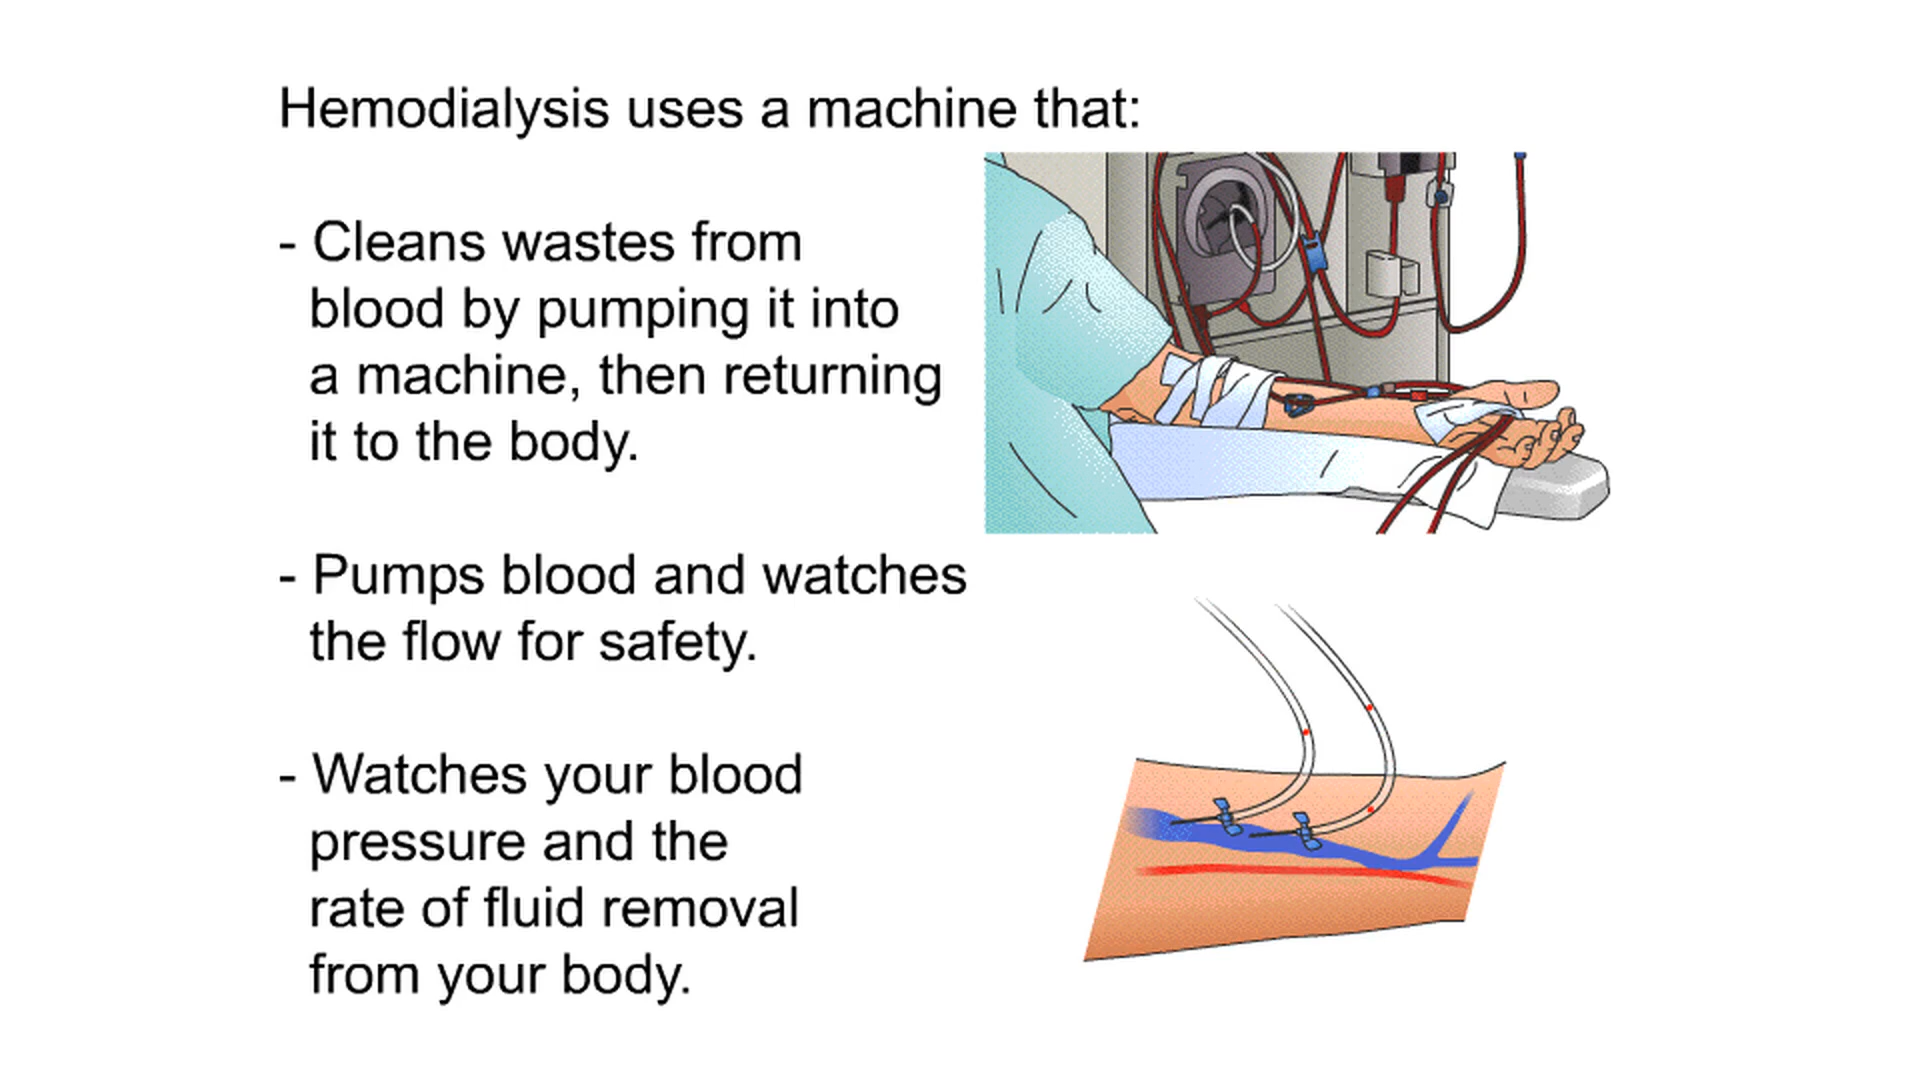 Hemodialysis uses a machine that:
- Cleans wastes from
blood by pumping it into
a machine, then returning
it to the body.
- Pumps blood and watches
the flow for safety.
- Watches your blood
pressure and the
rate of fluid removal
from your body.